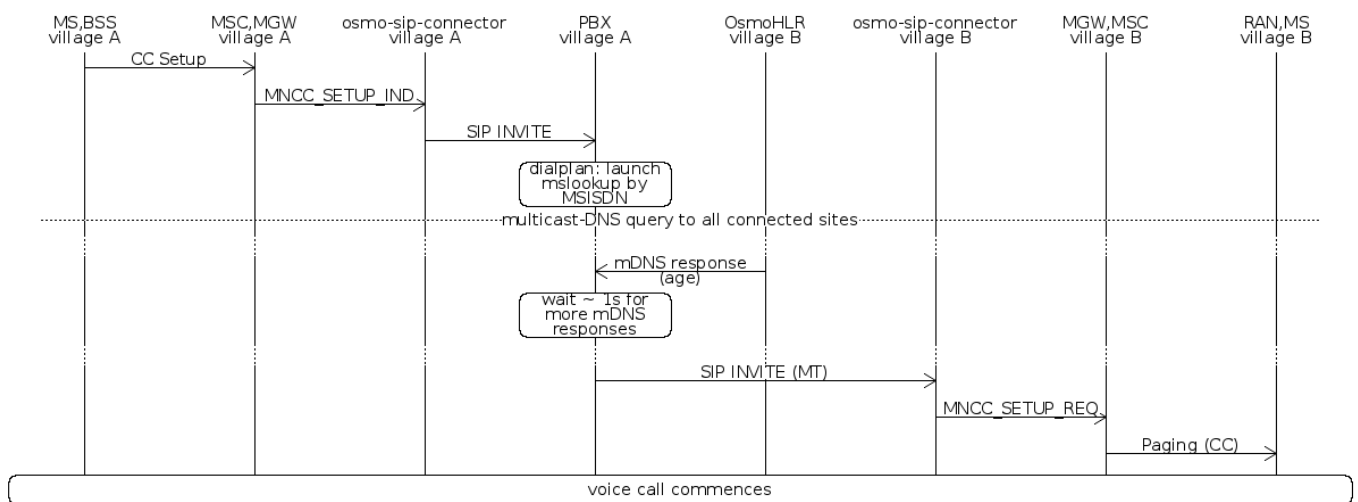 MS,BSS
village A
MSC,MGW
village A
osmo-sip-connector
village A
PBX
village A
OsmoHLR
village B
osmo-sip-connector
village B
MGW,MSC
village B
RAN,MS
village B
CC Setup
MNCC_SETUP_IND
SIP INVITE
dialplan: launch
mslookup by
MSISDN
multicast-DNS query to all connected sites
mDNS response
(age)
wait ~ 1s for
more mDNS
responses
SIP INVITE (MT)
MNCC_SETUP_REQ
Paging (CC)
voice call commences